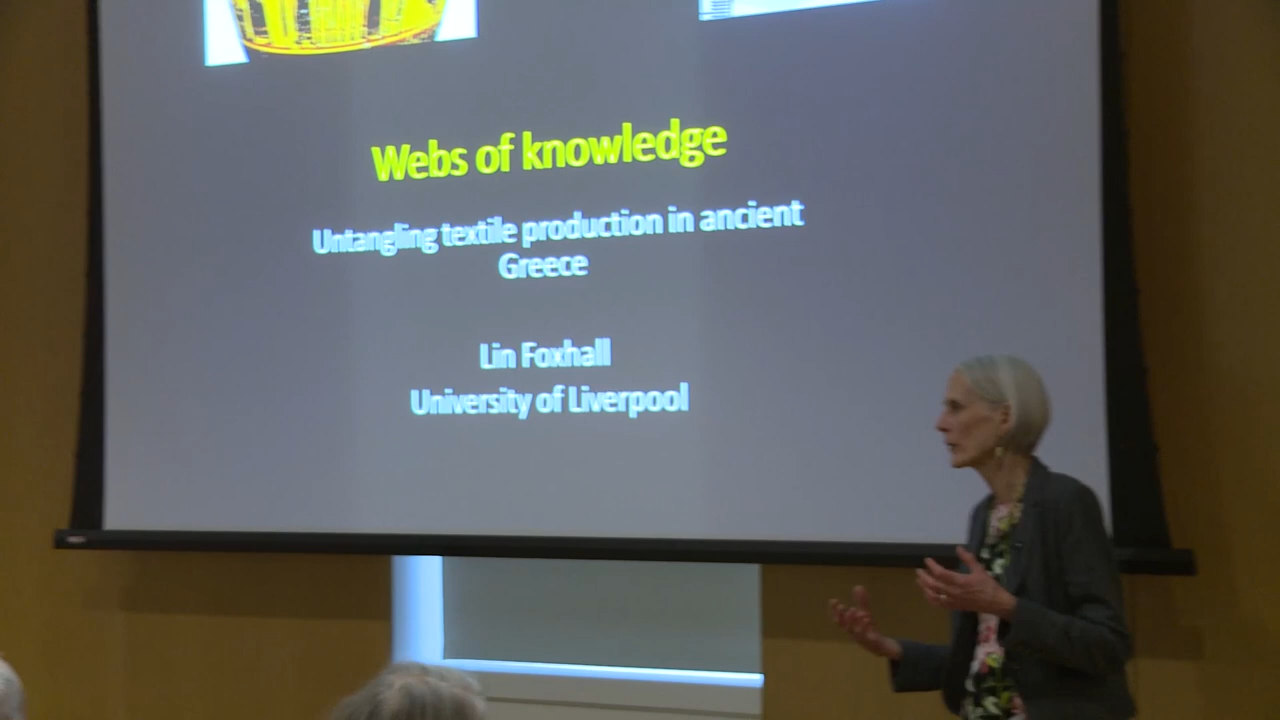 Webs of knowledge
Untangling textile production in ancient
Greece
Lin Foxhall
University of Liverpool